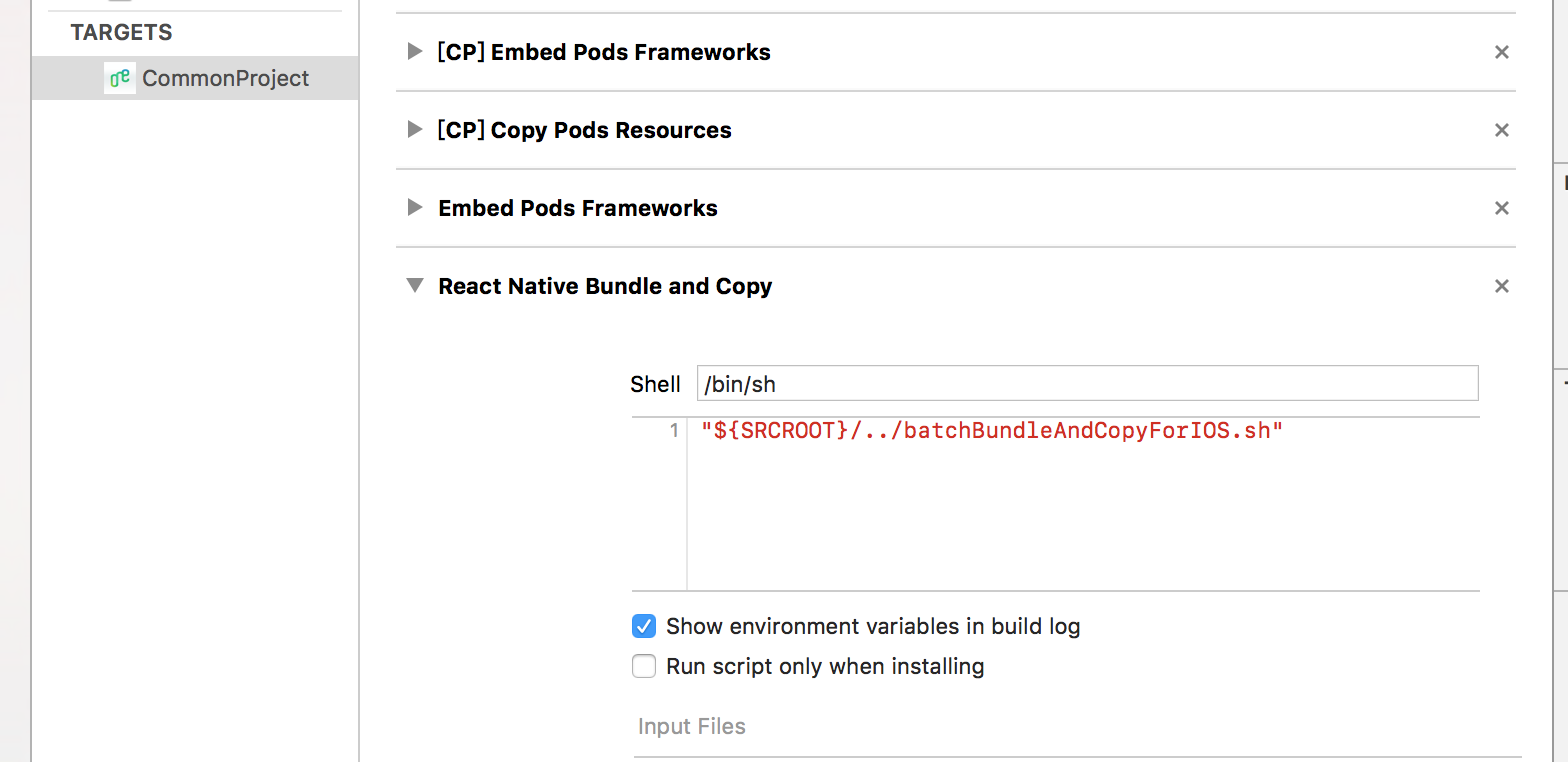 TARGETS
CommonProject
[CP] Embed Pods Frameworks
[CP] Copy Pods Resources
Embed Pods Frameworks
React Native Bundle and Copy
Shell /bin/sh
1 "${SRCROOT}/../batchBundleAndCopyForIOS.sh"
Show environment variables in build log
Run script only when installing
Input Files